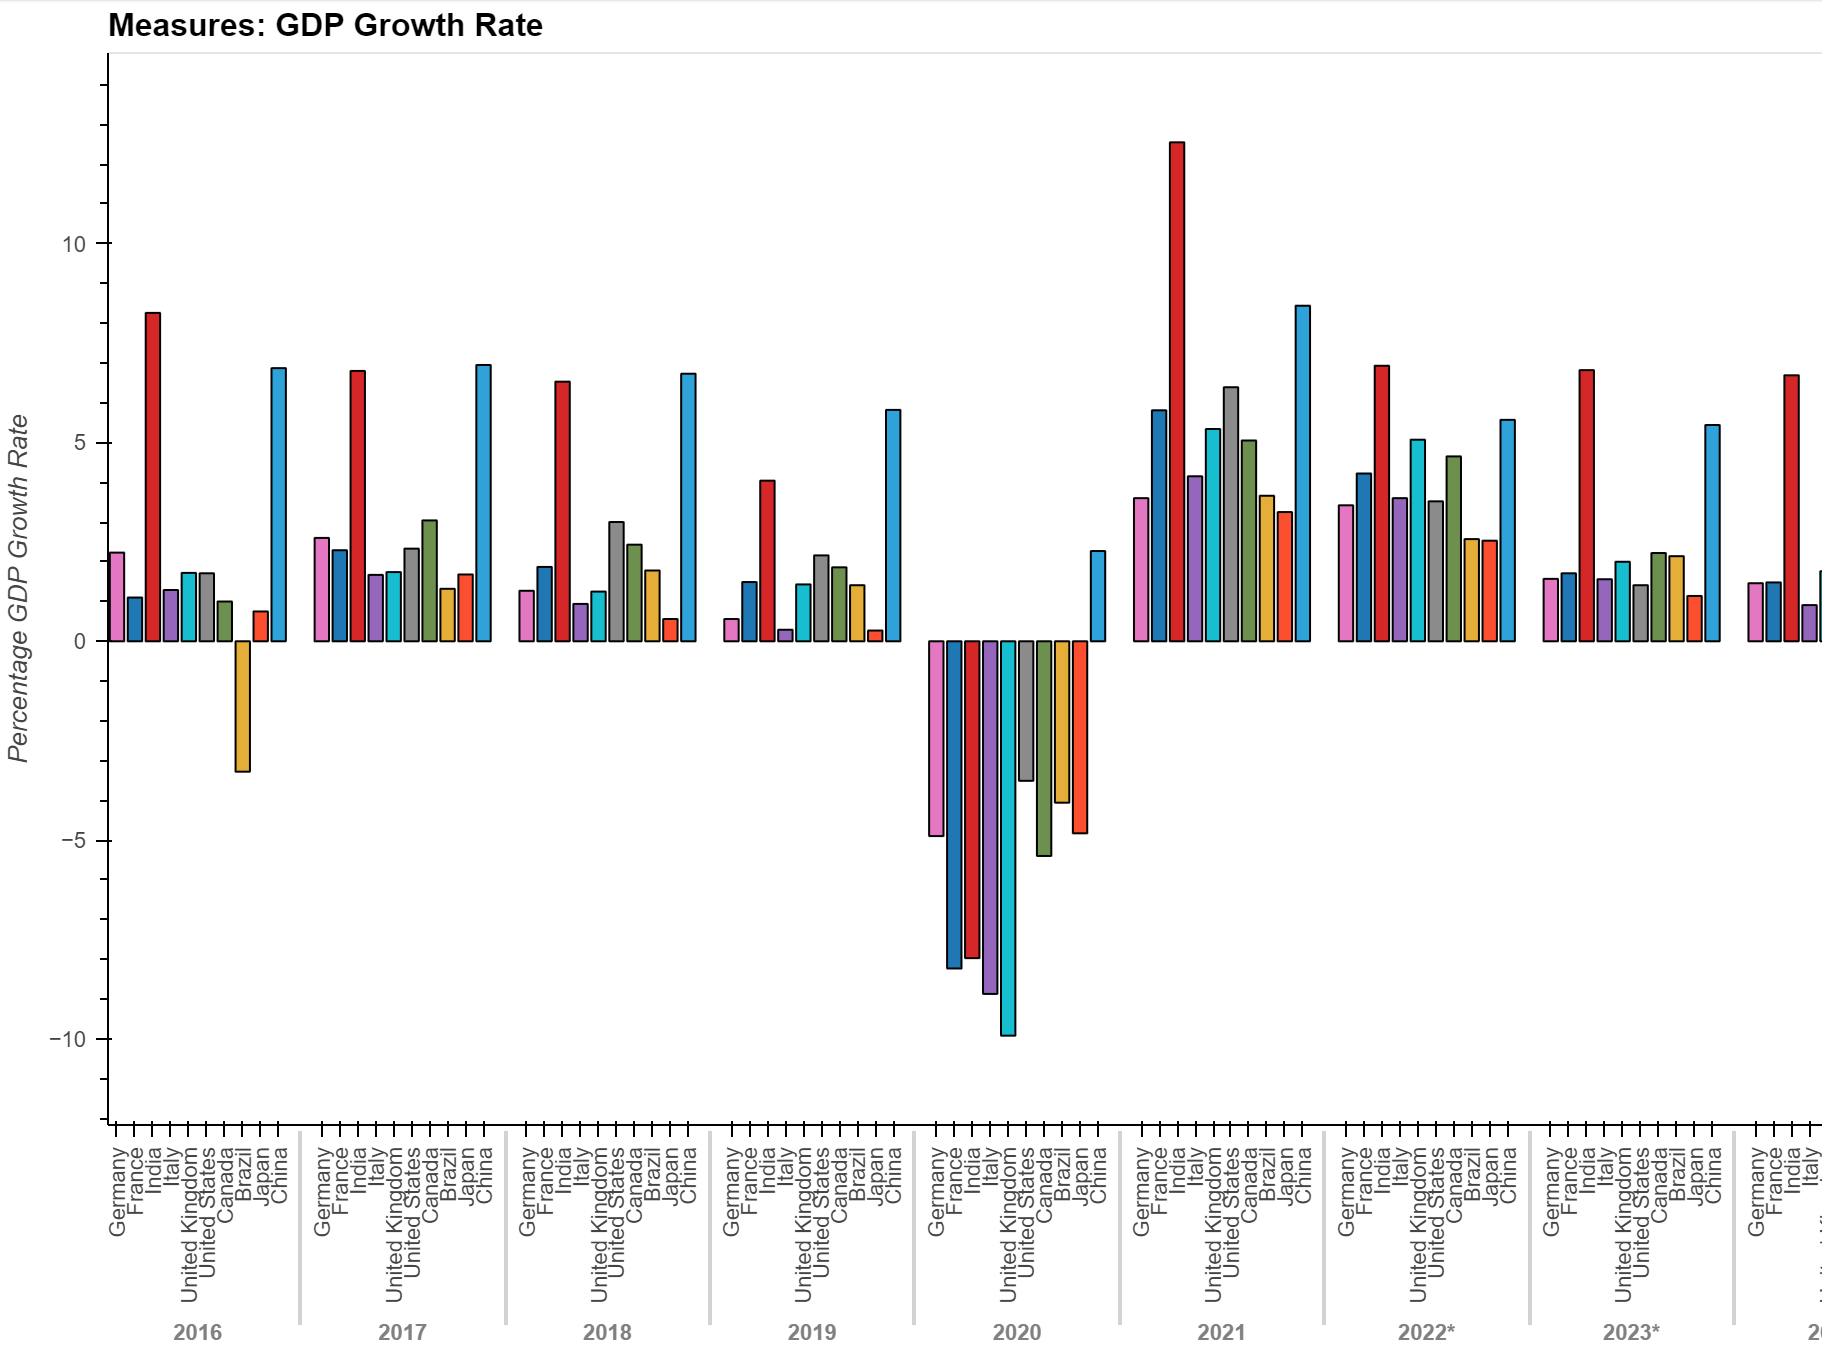 Measures: GDP Growth Rate
Percentage GDP Growth Rate
10
5
0
−5
−10
Germany
France
India
Italy
United Kingdom
United States
Canada
Brazil
Japan
China
Germany
France
India
Italy
United Kingdom
United States
Canada
Brazil
Japan
China
Germany
France
India
Italy
United Kingdom
United States
Canada
Brazil
Japan
China
Germany
France
India
Italy
United Kingdom
United States
Canada
Brazil
Japan
China
Germany
France
India
Italy
United Kingdom
United States
Canada
Brazil
Japan
China
Germany
France
India
Italy
United Kingdom
United States
Canada
Brazil
Japan
China
Germany
France
India
Italy
United Kingdom
United States
Canada
Brazil
Japan
China
Germany
France
India
Italy
United Kingdom
United States
Canada
Brazil
Japan
China
Germany
France
India
Italy
2016
2017
2018
2019
2020
2021
2022*
2023*